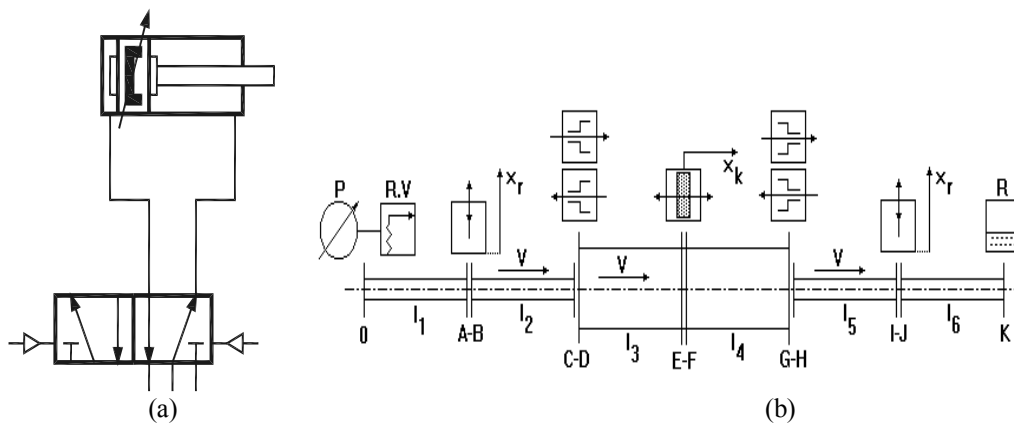 P
R.V
x_r
x_k
x_r
R
V
V
V
l_1
l_2
l_3
l_4
l_5
l_6
0
A-B
C-D
E-F
G-H
I-J
K
(a)
(b)